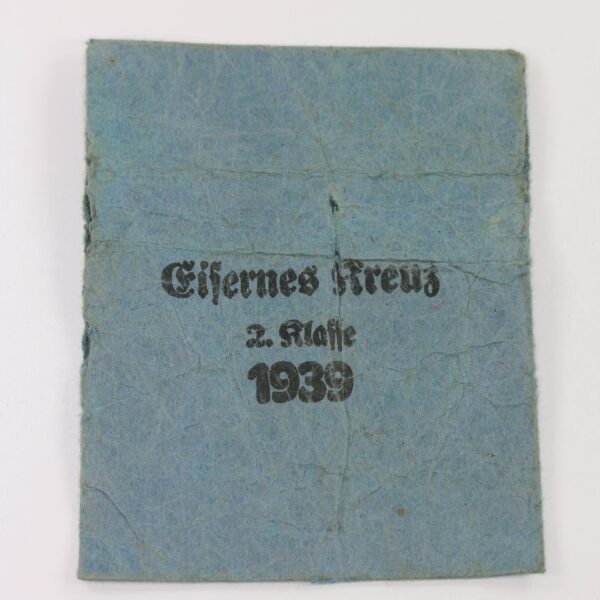 Eisernes Kreuz
2. Klasse
1939